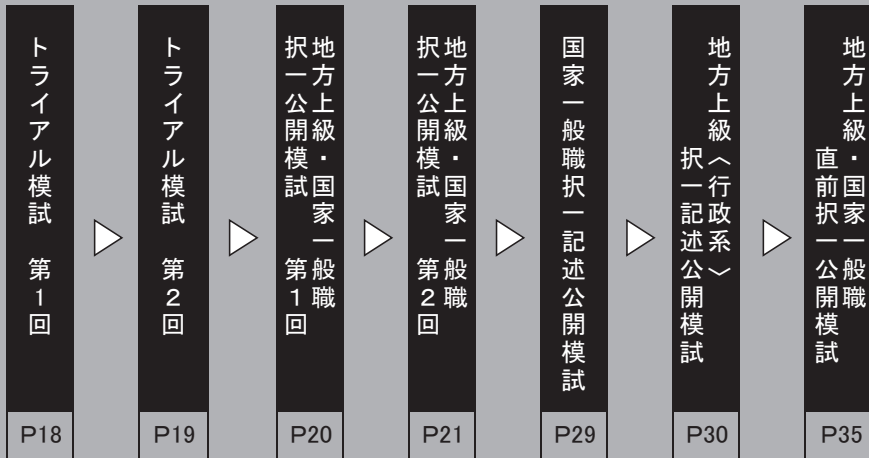 トライアル模試　第1回
P18
トライアル模試　第2回
P19
地方上級・国家一般職
択一公開模試　第1回
P20
地方上級・国家一般職
択一公開模試　第2回
P21
国家一般職択一記述公開模試
P29
地方上級〈行政系〉
択一記述公開模試
P30
地方上級・国家一般職
直前択一公開模試
P35